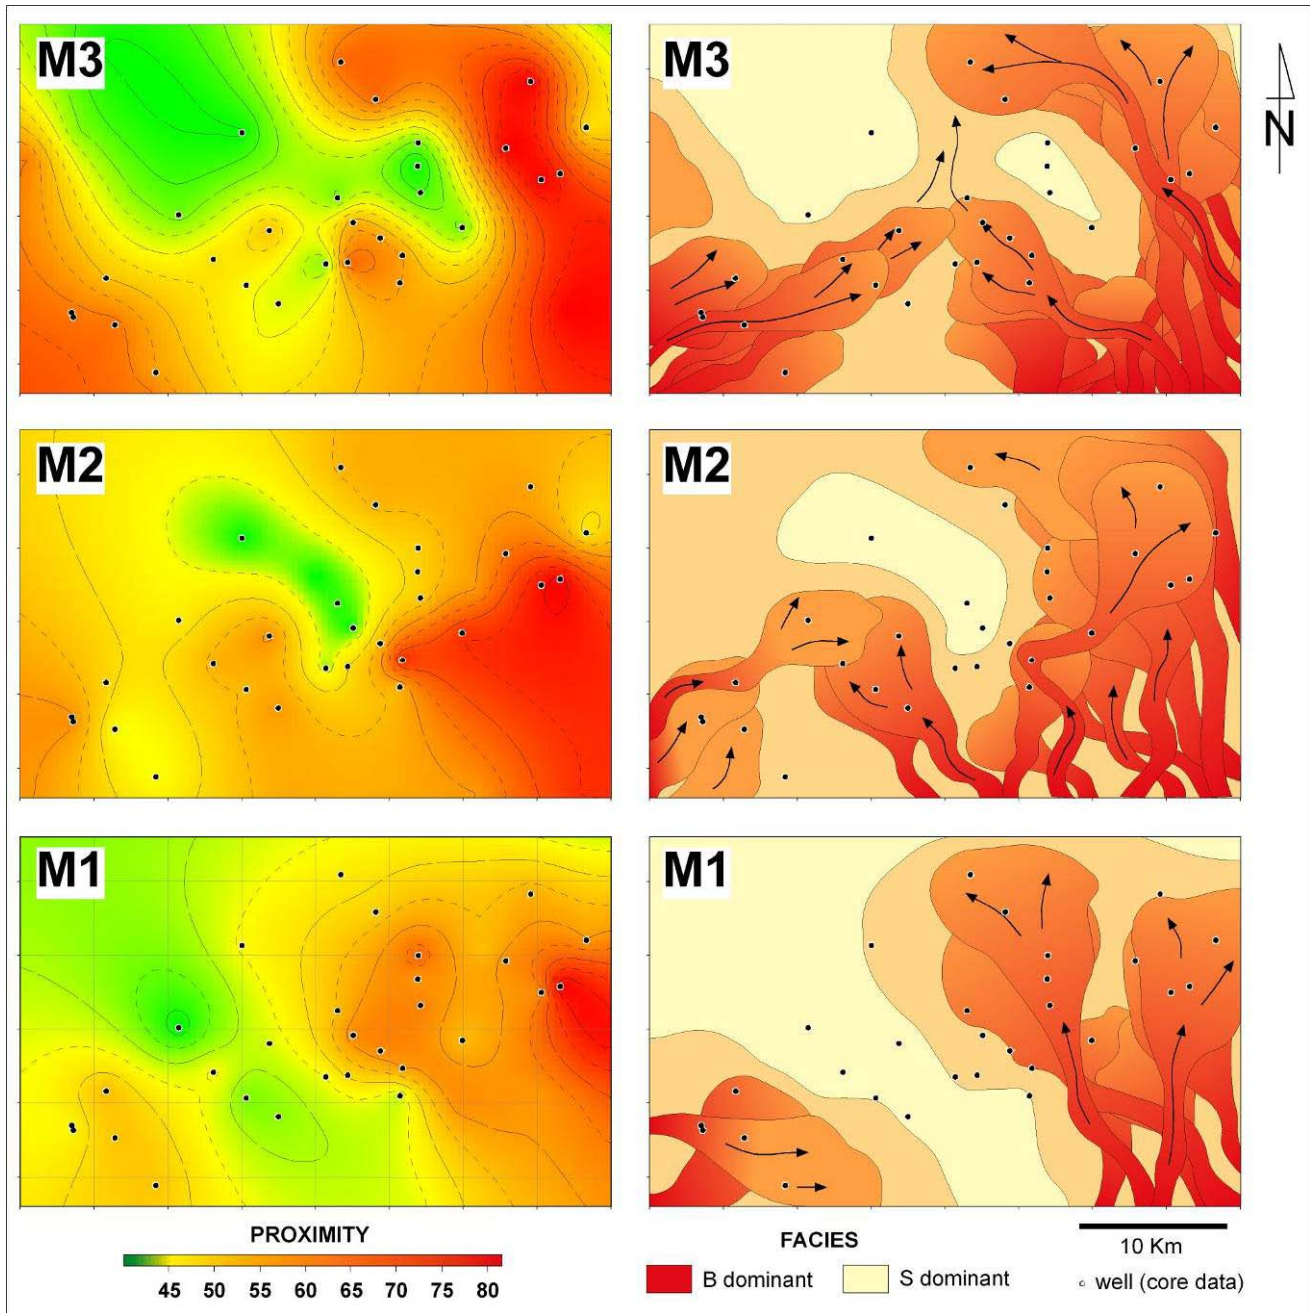 M3
M3
N
M2
M2
M1
M1
PROXIMITY
45 50 55 60 65 70 75 80
FACIES
B dominant
S dominant
10 Km
well (core data)